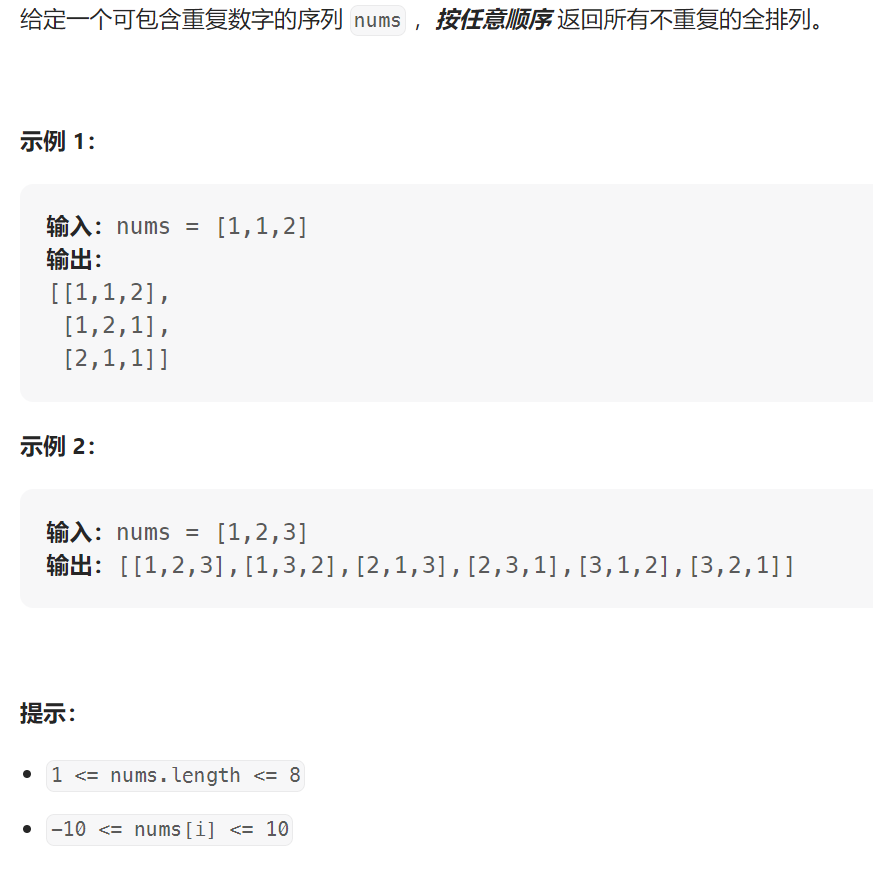 给定一个可包含重复数字的序列 nums ，按任意顺序 返回所有不重复的全排列。
示例 1：
输入：nums = [1,1,2]
输出：
[[1,1,2],
[1,2,1],
[2,1,1]]
示例 2：
输入：nums = [1,2,3]
输出：[[1,2,3],[1,3,2],[2,1,3],[2,3,1],[3,1,2],[3,2,1]]
提示：
• 1 <= nums.length <= 8
• -10 <= nums[i] <= 10